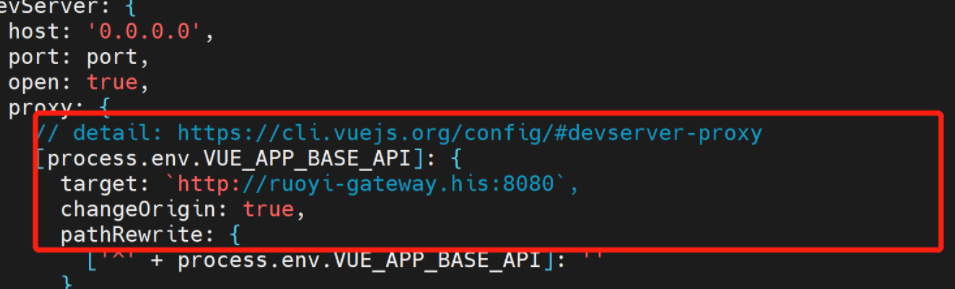 evServer: {
host: '0.0.0.0',
port: port,
open: true,
proxy: {
// detail: https://cli.vuejs.org/config/#devserver-proxy
[process.env.VUE_APP_BASE_API]: {
target: `http://ruoyi-gateway.his:8080`,
changeOrigin: true,
pathRewrite: {
['^' + process.env.VUE_APP_BASE_API]: ''
}